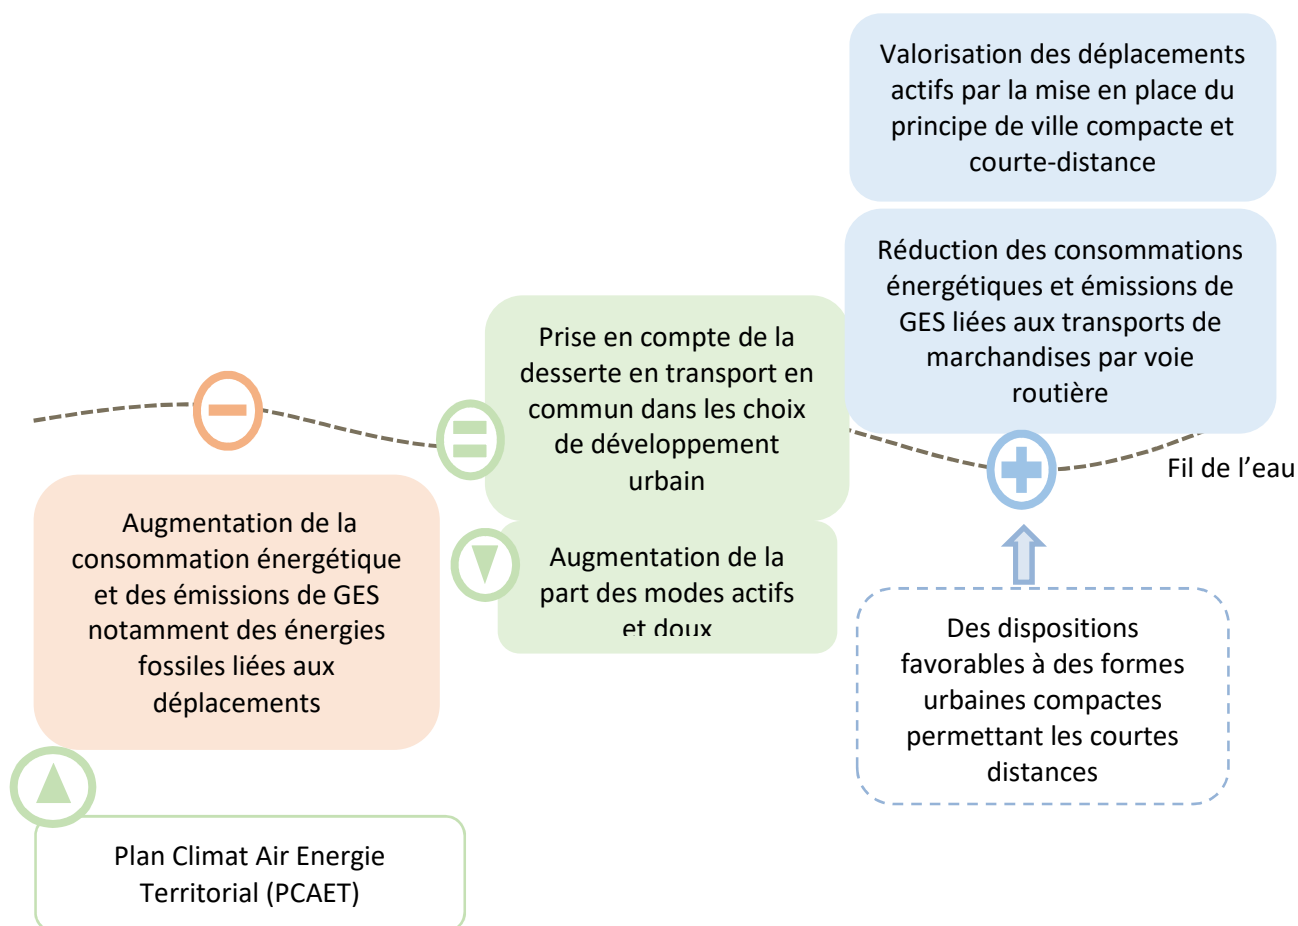 Valorisation des déplacements
actifs par la mise en place du
principe de ville compacte et
courte-distance
Réduction des consommations
énergétiques et émissions de
GES liées aux transports de
marchandises par voie
routière
Prise en compte de la
desserte en transport en
commun dans les choix
de développement
urbain
Fil de l’eau
Augmentation de la
consommation énergétique
et des émissions de GES
notamment des énergies
fossiles liées aux
déplacements
Augmentation de la
part des modes actifs
et doux
Des dispositions
favorables à des formes
urbaines compactes
permettant les courtes
distances
Plan Climat Air Energie
Territorial (PCAET)